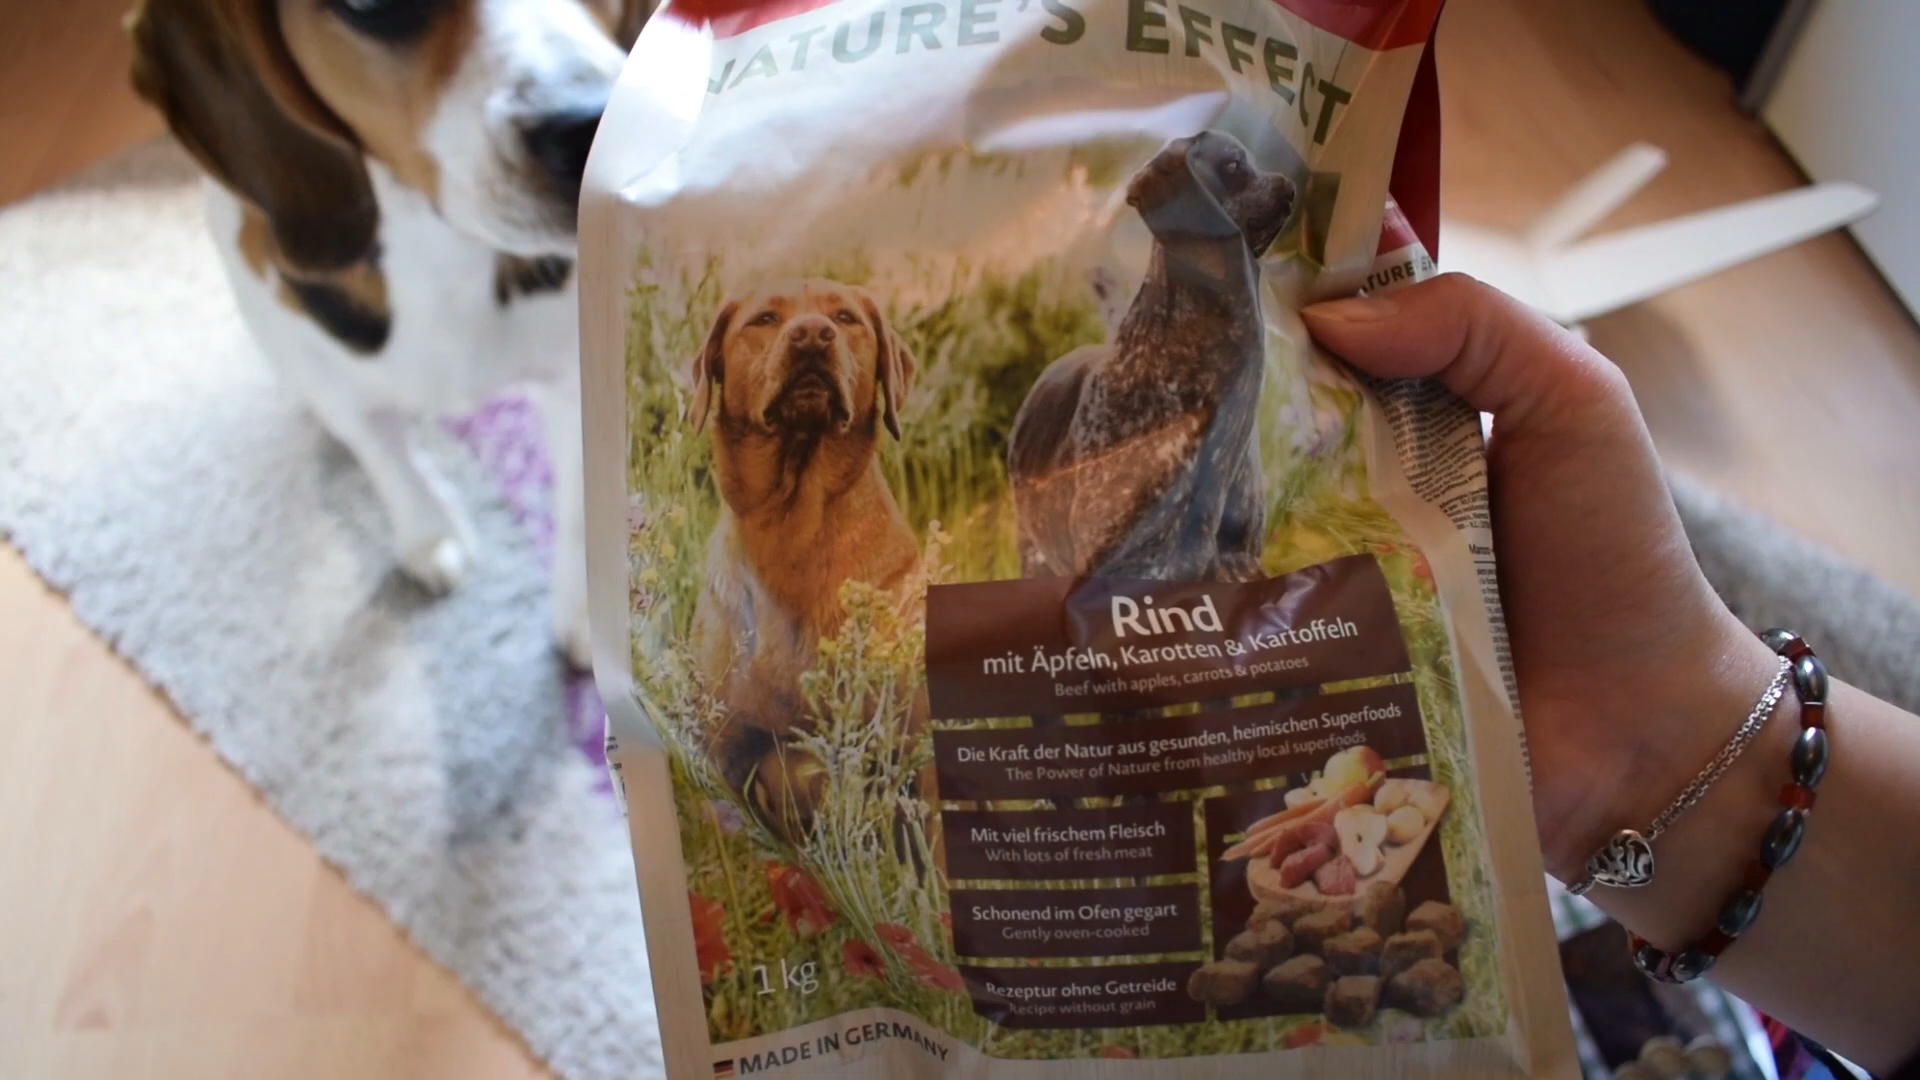 NATURE'S EFFECT
Rind
mit Äpfeln, Karotten & Kartoffeln
Beef with apples, carrots & potatoes
Die Kraft der Natur aus gesunden, heimischen Superfoods
The Power of Nature from healthy local superfoods
Mit viel frischem Fleisch
With lots of fresh meat
Schonend im Ofen gegart
Gently oven-cooked
Rezeptur ohne Getreide
Recipe without grain
1 kg
MADE IN GERMANY